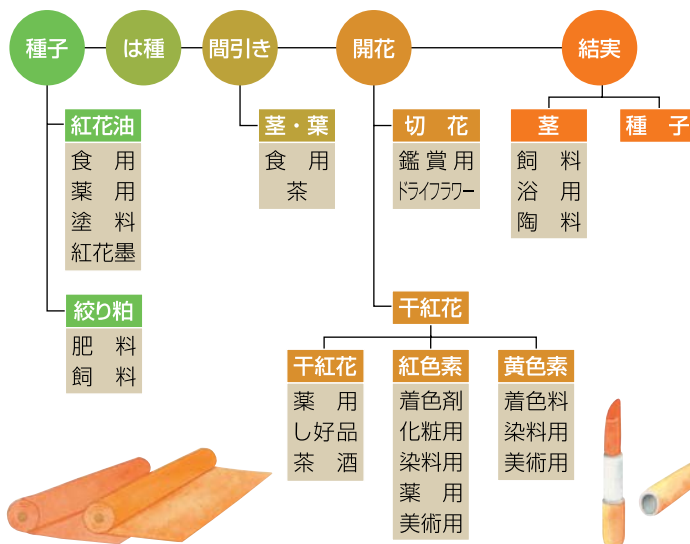 種子
は種
間引き
開花
結実
紅花油
食用
薬用
塗料
紅花墨
絞り粕
肥料
飼料
茎・葉
食用
茶
切花
鑑賞用
ドライフラワー
干紅花
干紅花
薬用
し好品
茶酒
紅色素
着色剤
化粧用
染料用
薬用
美術用
黄色素
着色料
染料用
美術用
茎
飼料
浴用
陶料
種子